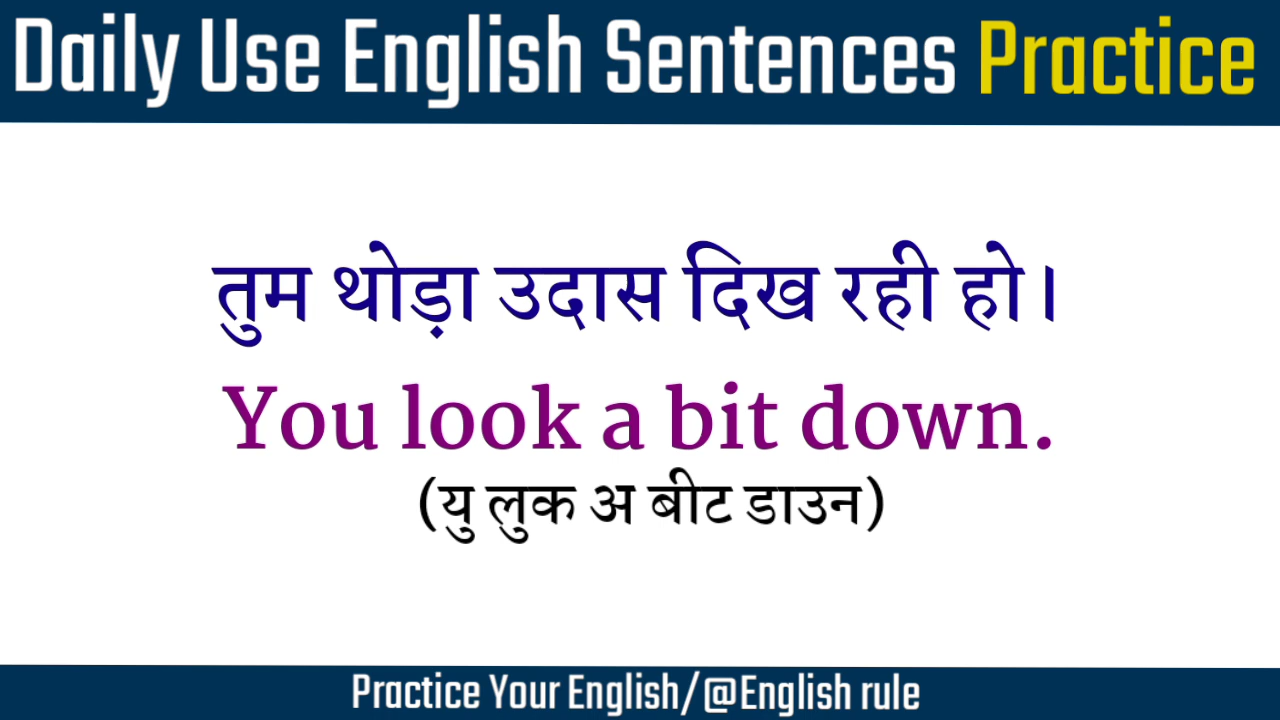 Daily Use English Sentences Practice
तुम थोड़ा उदास दिख रही हो।
You look a bit down.
(यु लुक अ बीट डाउन)
Practice Your English/@English rule